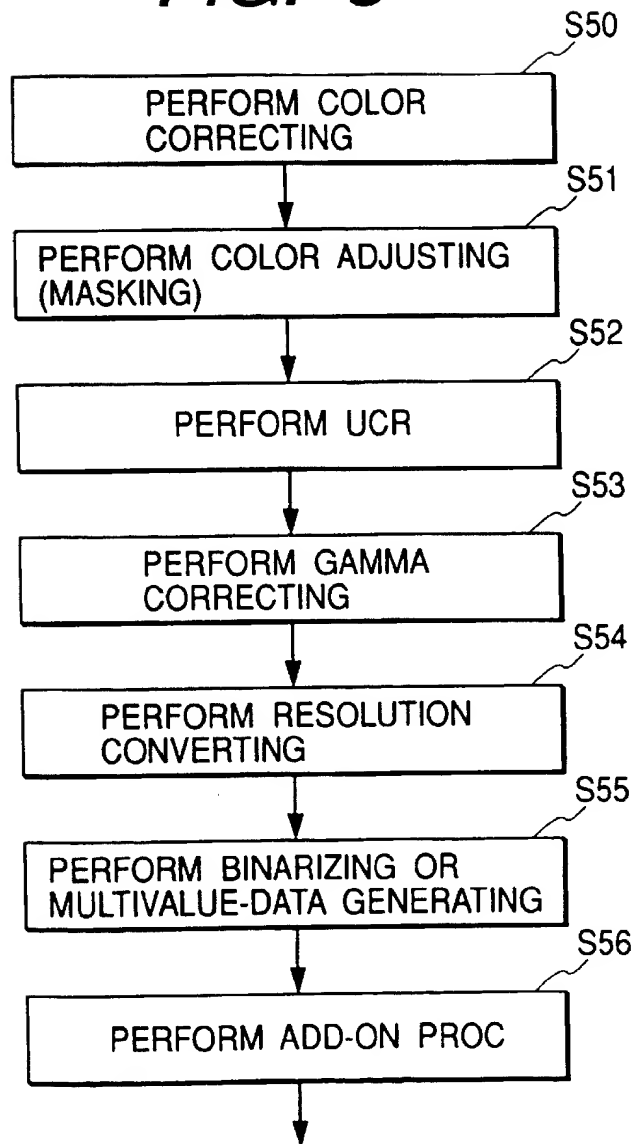 S50
PERFORM COLOR
CORRECTING
S51
PERFORM COLOR ADJUSTING
(MASKING)
S52
PERFORM UCR
S53
PERFORM GAMMA
CORRECTING
S54
PERFORM RESOLUTION
CONVERTING
S55
PERFORM BINARIZING OR
MULTIVALUE-DATA GENERATING
S56
PERFORM ADD-ON PROC